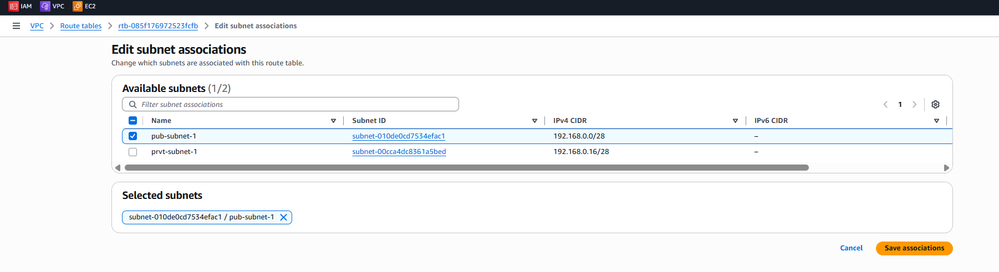 IAM VPC EC2
VPC Route tables rtb-085f176972523fcfb Edit subnet associations
Edit subnet associations
Change which subnets are associated with this route table.
Available subnets (1/2)
Filter subnet associations 1
Name Subnet ID IPv4 CIDR IPv6 CIDR
pub-subnet-1 subnet-010de0cd7534efac1 192.168.0.0/28 –
prvt-subnet-1 subnet-00cca4dc8361a5bed 192.168.0.16/28 –
Selected subnets
subnet-010de0cd7534efac1 / pub-subnet-1
Cancel Save associations